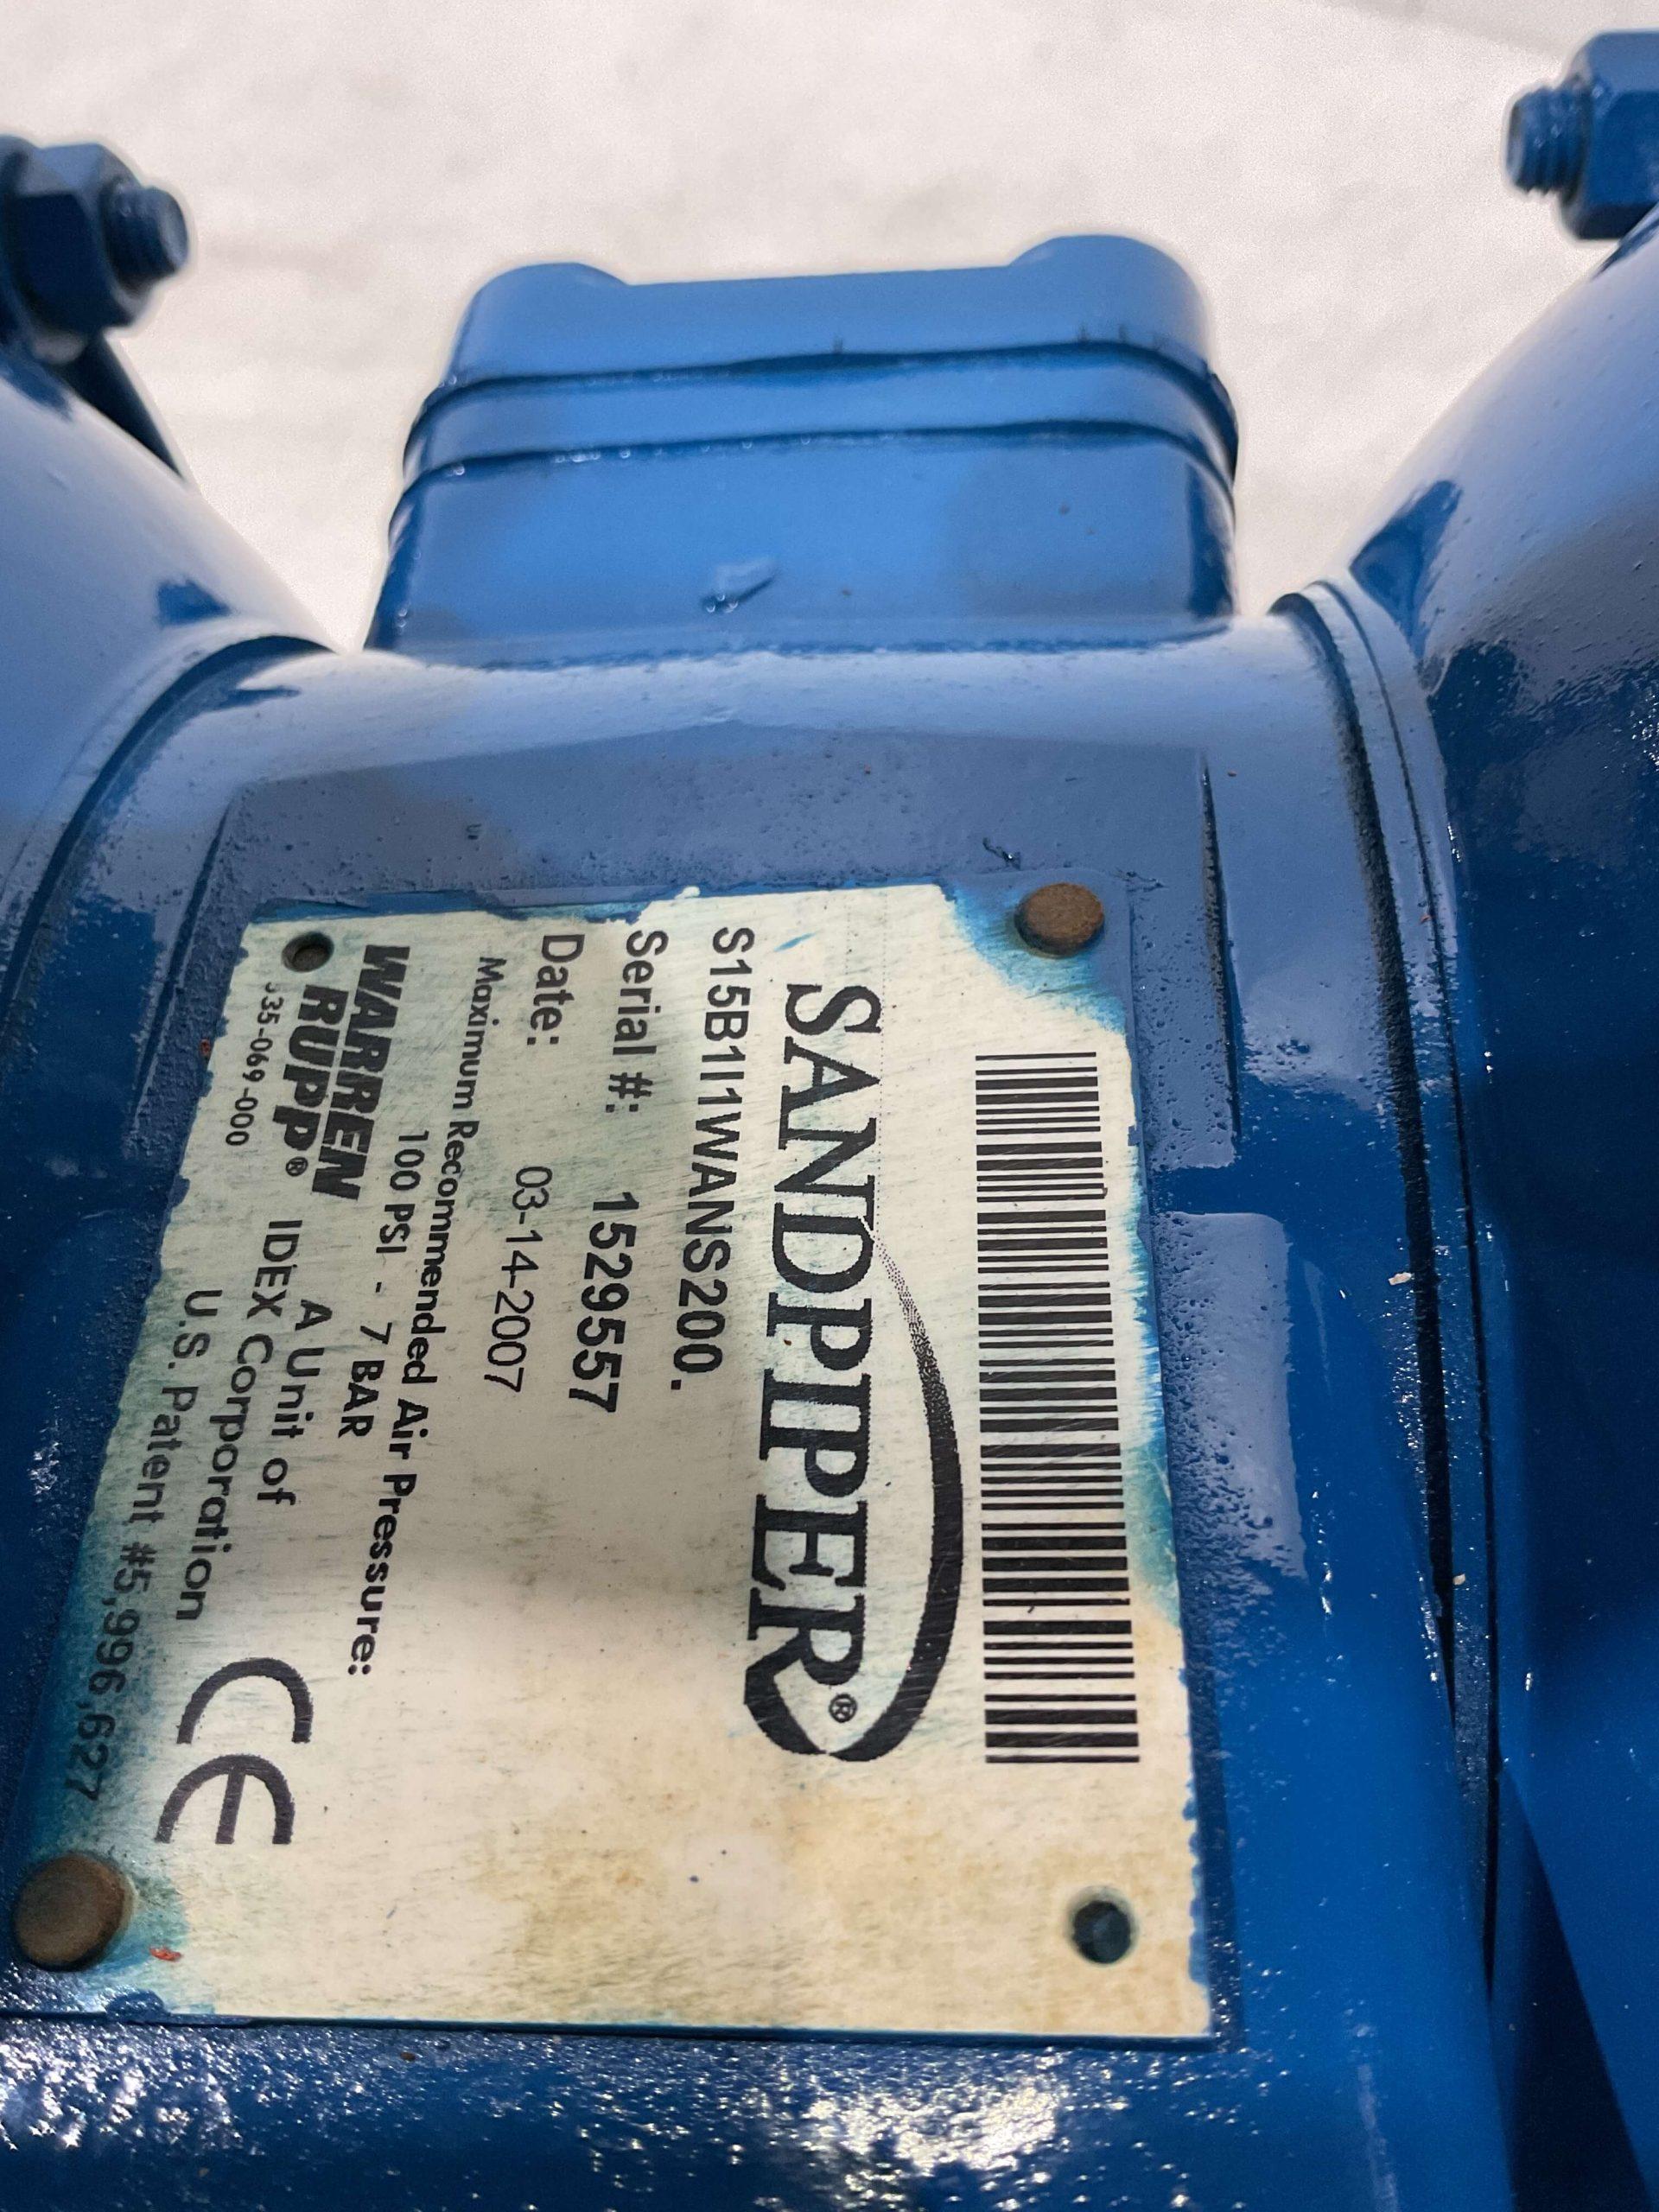 SANDPIPER®
S15B1I1WANS200.
Serial #: 1529557
Date: 03-14-2007
Maximum Recommended Air Pressure:
100 PSI - 7 BAR
WARREN
RUPP®
A Unit of
IDEX Corporation
U.S. Patent #5,996,627
35-069-000
CE